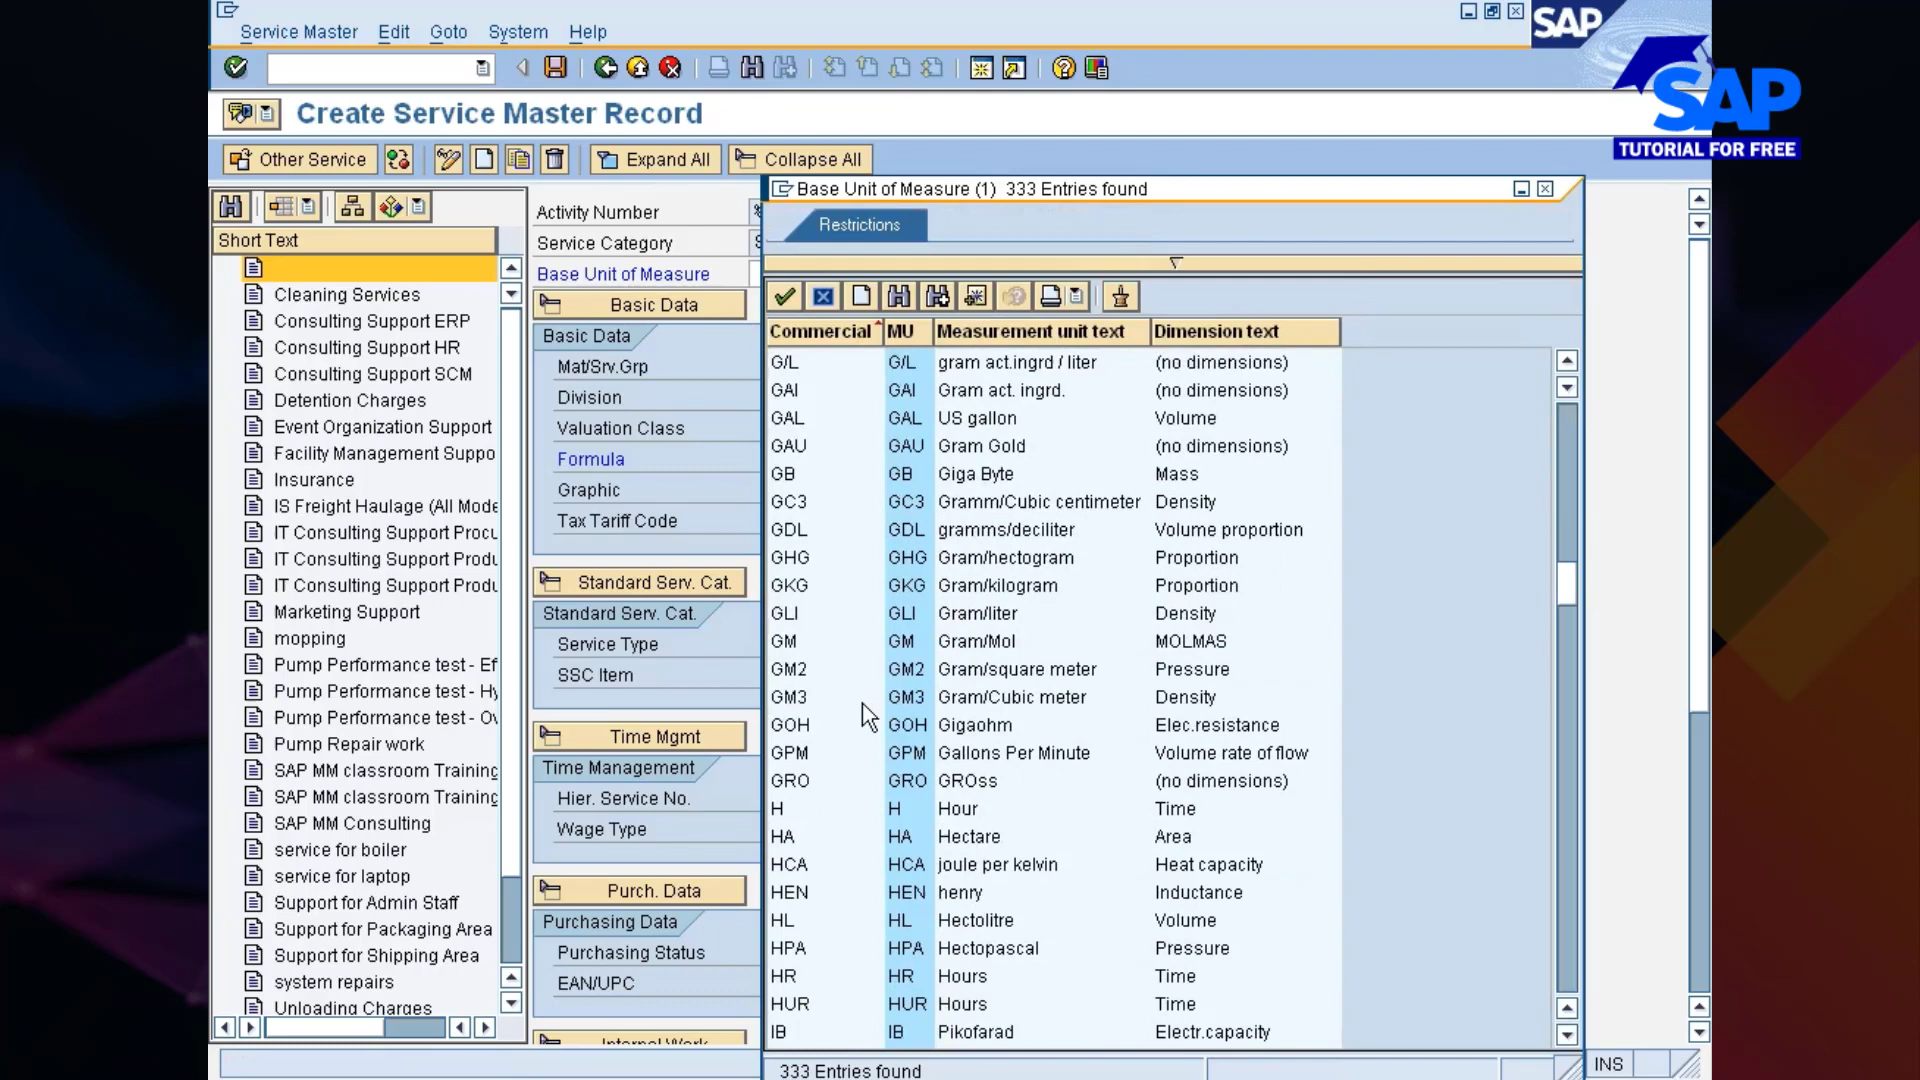 Service Master Edit Goto System Help
SAP
SAP
TUTORIAL FOR FREE
Create Service Master Record
Other Service Expand All Collapse All
Short Text
Cleaning Services
Consulting Support ERP
Consulting Support HR
Consulting Support SCM
Detention Charges
Event Organization Support
Facility Management Suppo
Insurance
IS Freight Haulage (All Mode
IT Consulting Support Procu
IT Consulting Support Produ
IT Consulting Support Produ
Marketing Support
mopping
Pump Performance test - Ef
Pump Performance test - Hy
Pump Performance test - Ov
Pump Repair work
SAP MM classroom Training
SAP MM classroom Training
SAP MM Consulting
service for boiler
service for laptop
Support for Admin Staff
Support for Packaging Area
Support for Shipping Area
system repairs
Unloading Charges
Activity Number
Service Category
Base Unit of Measure
Basic Data
Basic Data
Mat/Srv.Grp
Division
Valuation Class
Formula
Graphic
Tax Tariff Code
Standard Serv. Cat.
Standard Serv. Cat.
Service Type
SSC Item
Time Mgmt
Time Management
Hier. Service No.
Wage Type
Purch. Data
Purchasing Data
Purchasing Status
EAN/UPC
Internal Work
Base Unit of Measure (1) 333 Entries found
Restrictions
Commercial MU Measurement unit text Dimension text
G/L G/L gram act.ingrd / liter (no dimensions)
GAI GAI Gram act. ingrd. (no dimensions)
GAL GAL US gallon Volume
GAU GAU Gram Gold (no dimensions)
GB GB Giga Byte Mass
GC3 GC3 Gramm/Cubic centimeter Density
GDL GDL gramms/deciliter Volume proportion
GHG GHG Gram/hectogram Proportion
GKG GKG Gram/kilogram Proportion
GLI GLI Gram/liter Density
GM GM Gram/Mol MOLMAS
GM2 GM2 Gram/square meter Pressure
GM3 GM3 Gram/Cubic meter Density
GOH GOH Gigaohm Elec.resistance
GPM GPM Gallons Per Minute Volume rate of flow
GRO GRO GROss (no dimensions)
H H Hour Time
HA HA Hectare Area
HCA HCA joule per kelvin Heat capacity
HEN HEN henry Inductance
HL HL Hectolitre Volume
HPA HPA Hectopascal Pressure
HR HR Hours Time
HUR HUR Hours Time
IB IB Pikofarad Electr.capacity
333 Entries found
INS